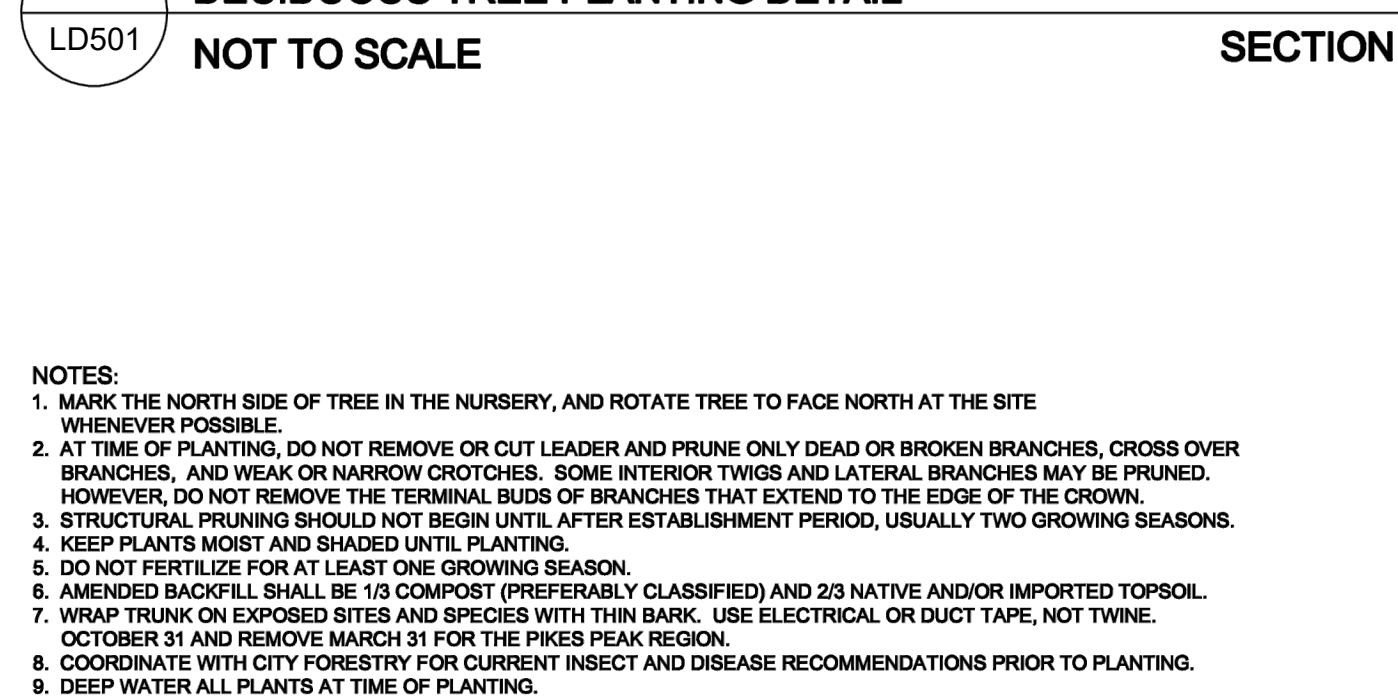 DECIDUOUS TREE PLANTING DETAIL
LD501
NOT TO SCALE
SECTION
NOTES:
1. MARK THE NORTH SIDE OF TREE IN THE NURSERY, AND ROTATE TREE TO FACE NORTH AT THE SITE
WHENEVER POSSIBLE.
2. AT TIME OF PLANTING, DO NOT REMOVE OR CUT LEADER AND PRUNE ONLY DEAD OR BROKEN BRANCHES, CROSS OVER
BRANCHES, AND WEAK OR NARROW CROTCHES. SOME INTERIOR TWIGS AND LATERAL BRANCHES MAY BE PRUNED.
HOWEVER, DO NOT REMOVE THE TERMINAL BUDS OF BRANCHES THAT EXTEND TO THE EDGE OF THE CROWN.
3. STRUCTURAL PRUNING SHOULD NOT BEGIN UNTIL AFTER ESTABLISHMENT PERIOD, USUALLY TWO GROWING SEASONS.
4. KEEP PLANTS MOIST AND SHADED UNTIL PLANTING.
5. DO NOT FERTILIZE FOR AT LEAST ONE GROWING SEASON.
6. AMENDED BACKFILL SHALL BE 1/3 COMPOST (PREFERABLY CLASSIFIED) AND 2/3 NATIVE AND/OR IMPORTED TOPSOIL.
7. WRAP TRUNK ON EXPOSED SITES AND SPECIES WITH THIN BARK. USE ELECTRICAL OR DUCT TAPE, NOT TWINE.
OCTOBER 31 AND REMOVE MARCH 31 FOR THE PIKES PEAK REGION.
8. COORDINATE WITH CITY FORESTRY FOR CURRENT INSECT AND DISEASE RECOMMENDATIONS PRIOR TO PLANTING.
9. DEEP WATER ALL PLANTS AT TIME OF PLANTING.